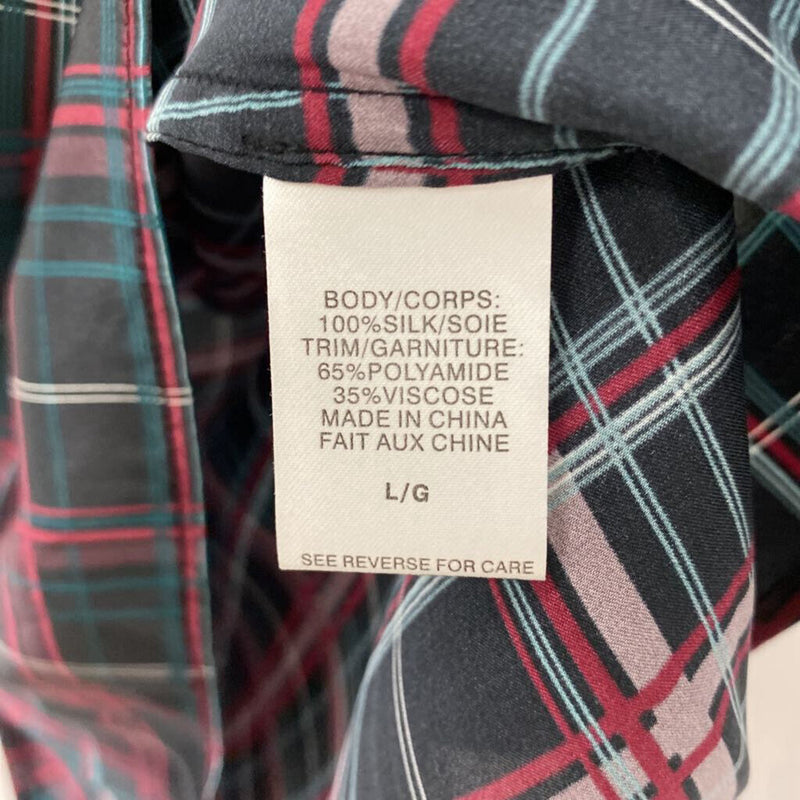 BODY/CORPS:
100%SILK/SOIE
TRIM/GARNITURE:
65%POLYAMIDE
35%VISCOSE
MADE IN CHINA
FAIT AUX CHINE
L/G
SEE REVERSE FOR CARE